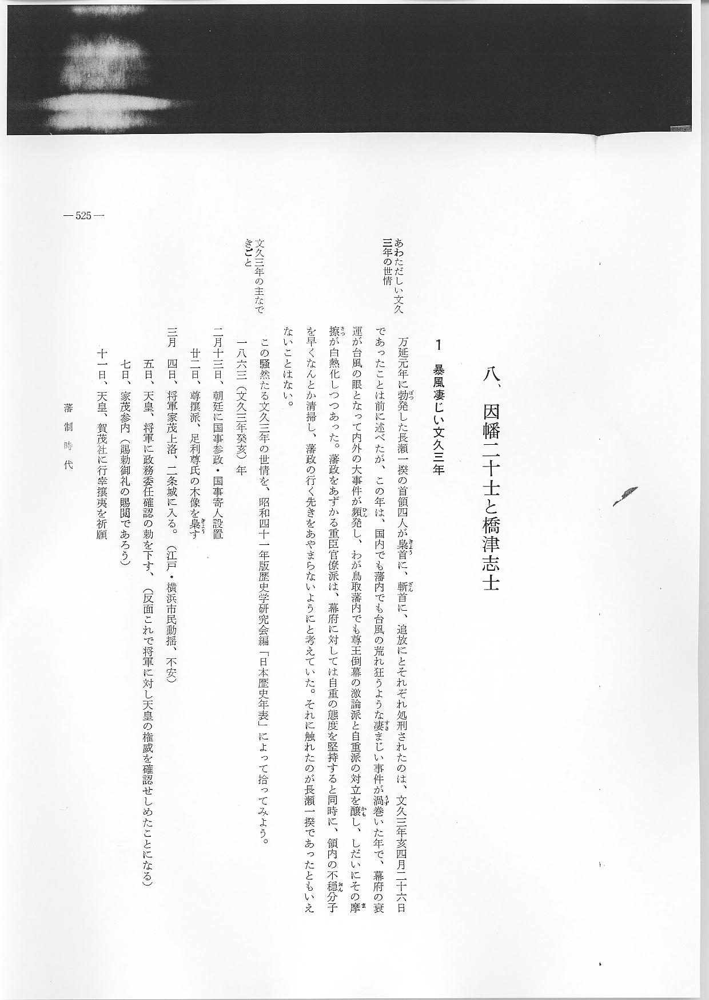 八、因幡二十士と橋津志士
1 暴風凄じい文久三年
あわただしい文久
三年の世情
万延元年に勃発した長瀬一揆の首領四人が梟首に、斬首に、追放にとそれぞれ処刑されたのは、文久三年亥四月二十六日
であったことは前に述べたが、この年は、国内でも藩内でも台風の荒れ狂うような凄まじい事件が渦巻いた年で、幕府の衰
運が台風の眼となって内外の大事件が頻発し、わが鳥取藩内でも尊王倒幕の激論派と自重派の対立を醸し、しだいにその摩
擦が白熱化しつつあった。藩政をあずかる重臣官僚派は、幕府に対しては自重の態度を堅持すると同時に、領内の不穏分子
を早くなんとか清掃し、藩政の行く先きをあやまらないようにと考えていた。それに触れたのが長瀬一揆であったともいえ
ないことはない。
文久三年の主なで
きごと
この騒然たる文久三年の世情を、昭和四十一年版歴史学研究会編「日本歴史年表」によって拾ってみよう。
一八六三(文久三年癸亥)年
二月十三日、朝廷に国事参政・国事寄人設置
廿二日、尊攘派、足利尊氏の木像を梟す
三月 四日、将軍家茂上洛、二条城に入る。(江戸・横浜市民動揺、不安)
五日、天皇、将軍に政務委任確認の勅を下す、(反面これで将軍に対し天皇の権威を確認せしめたことになる)
七日、家茂参内(賜勅御礼の賜閲であろう)
十一日、天皇、賀茂社に行幸攘夷を祈願
藩制時代
—525—